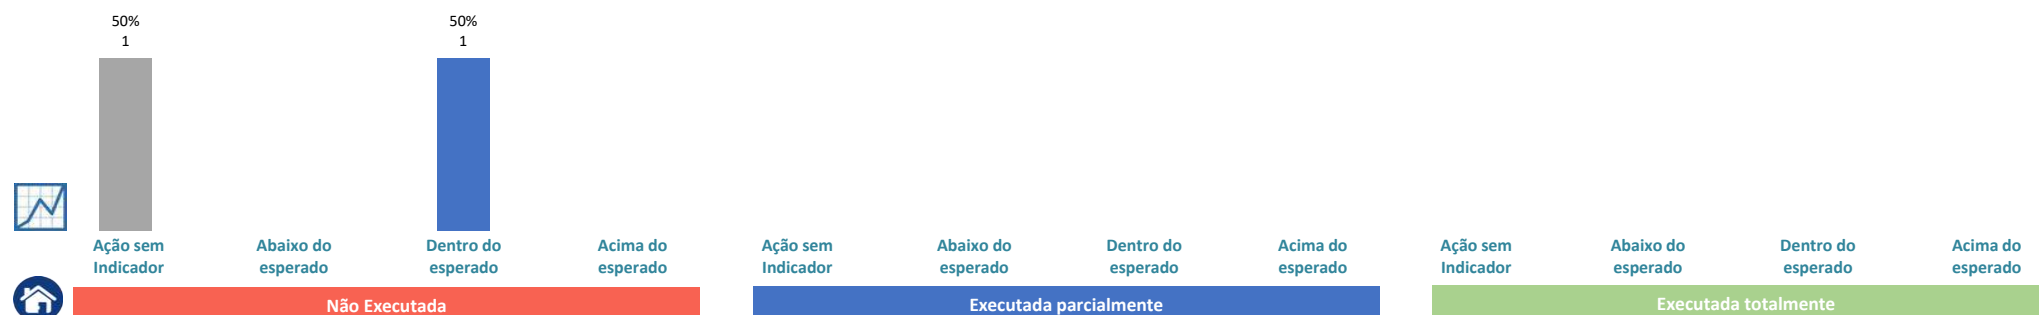 50%
1
50%
1
Ação sem
Indicador
Abaixo do
esperado
Dentro do
esperado
Acima do
esperado
Ação sem
Indicador
Abaixo do
esperado
Dentro do
esperado
Acima do
esperado
Ação sem
Indicador
Abaixo do
esperado
Dentro do
esperado
Acima do
esperado
Não Executada
Executada parcialmente
Executada totalmente